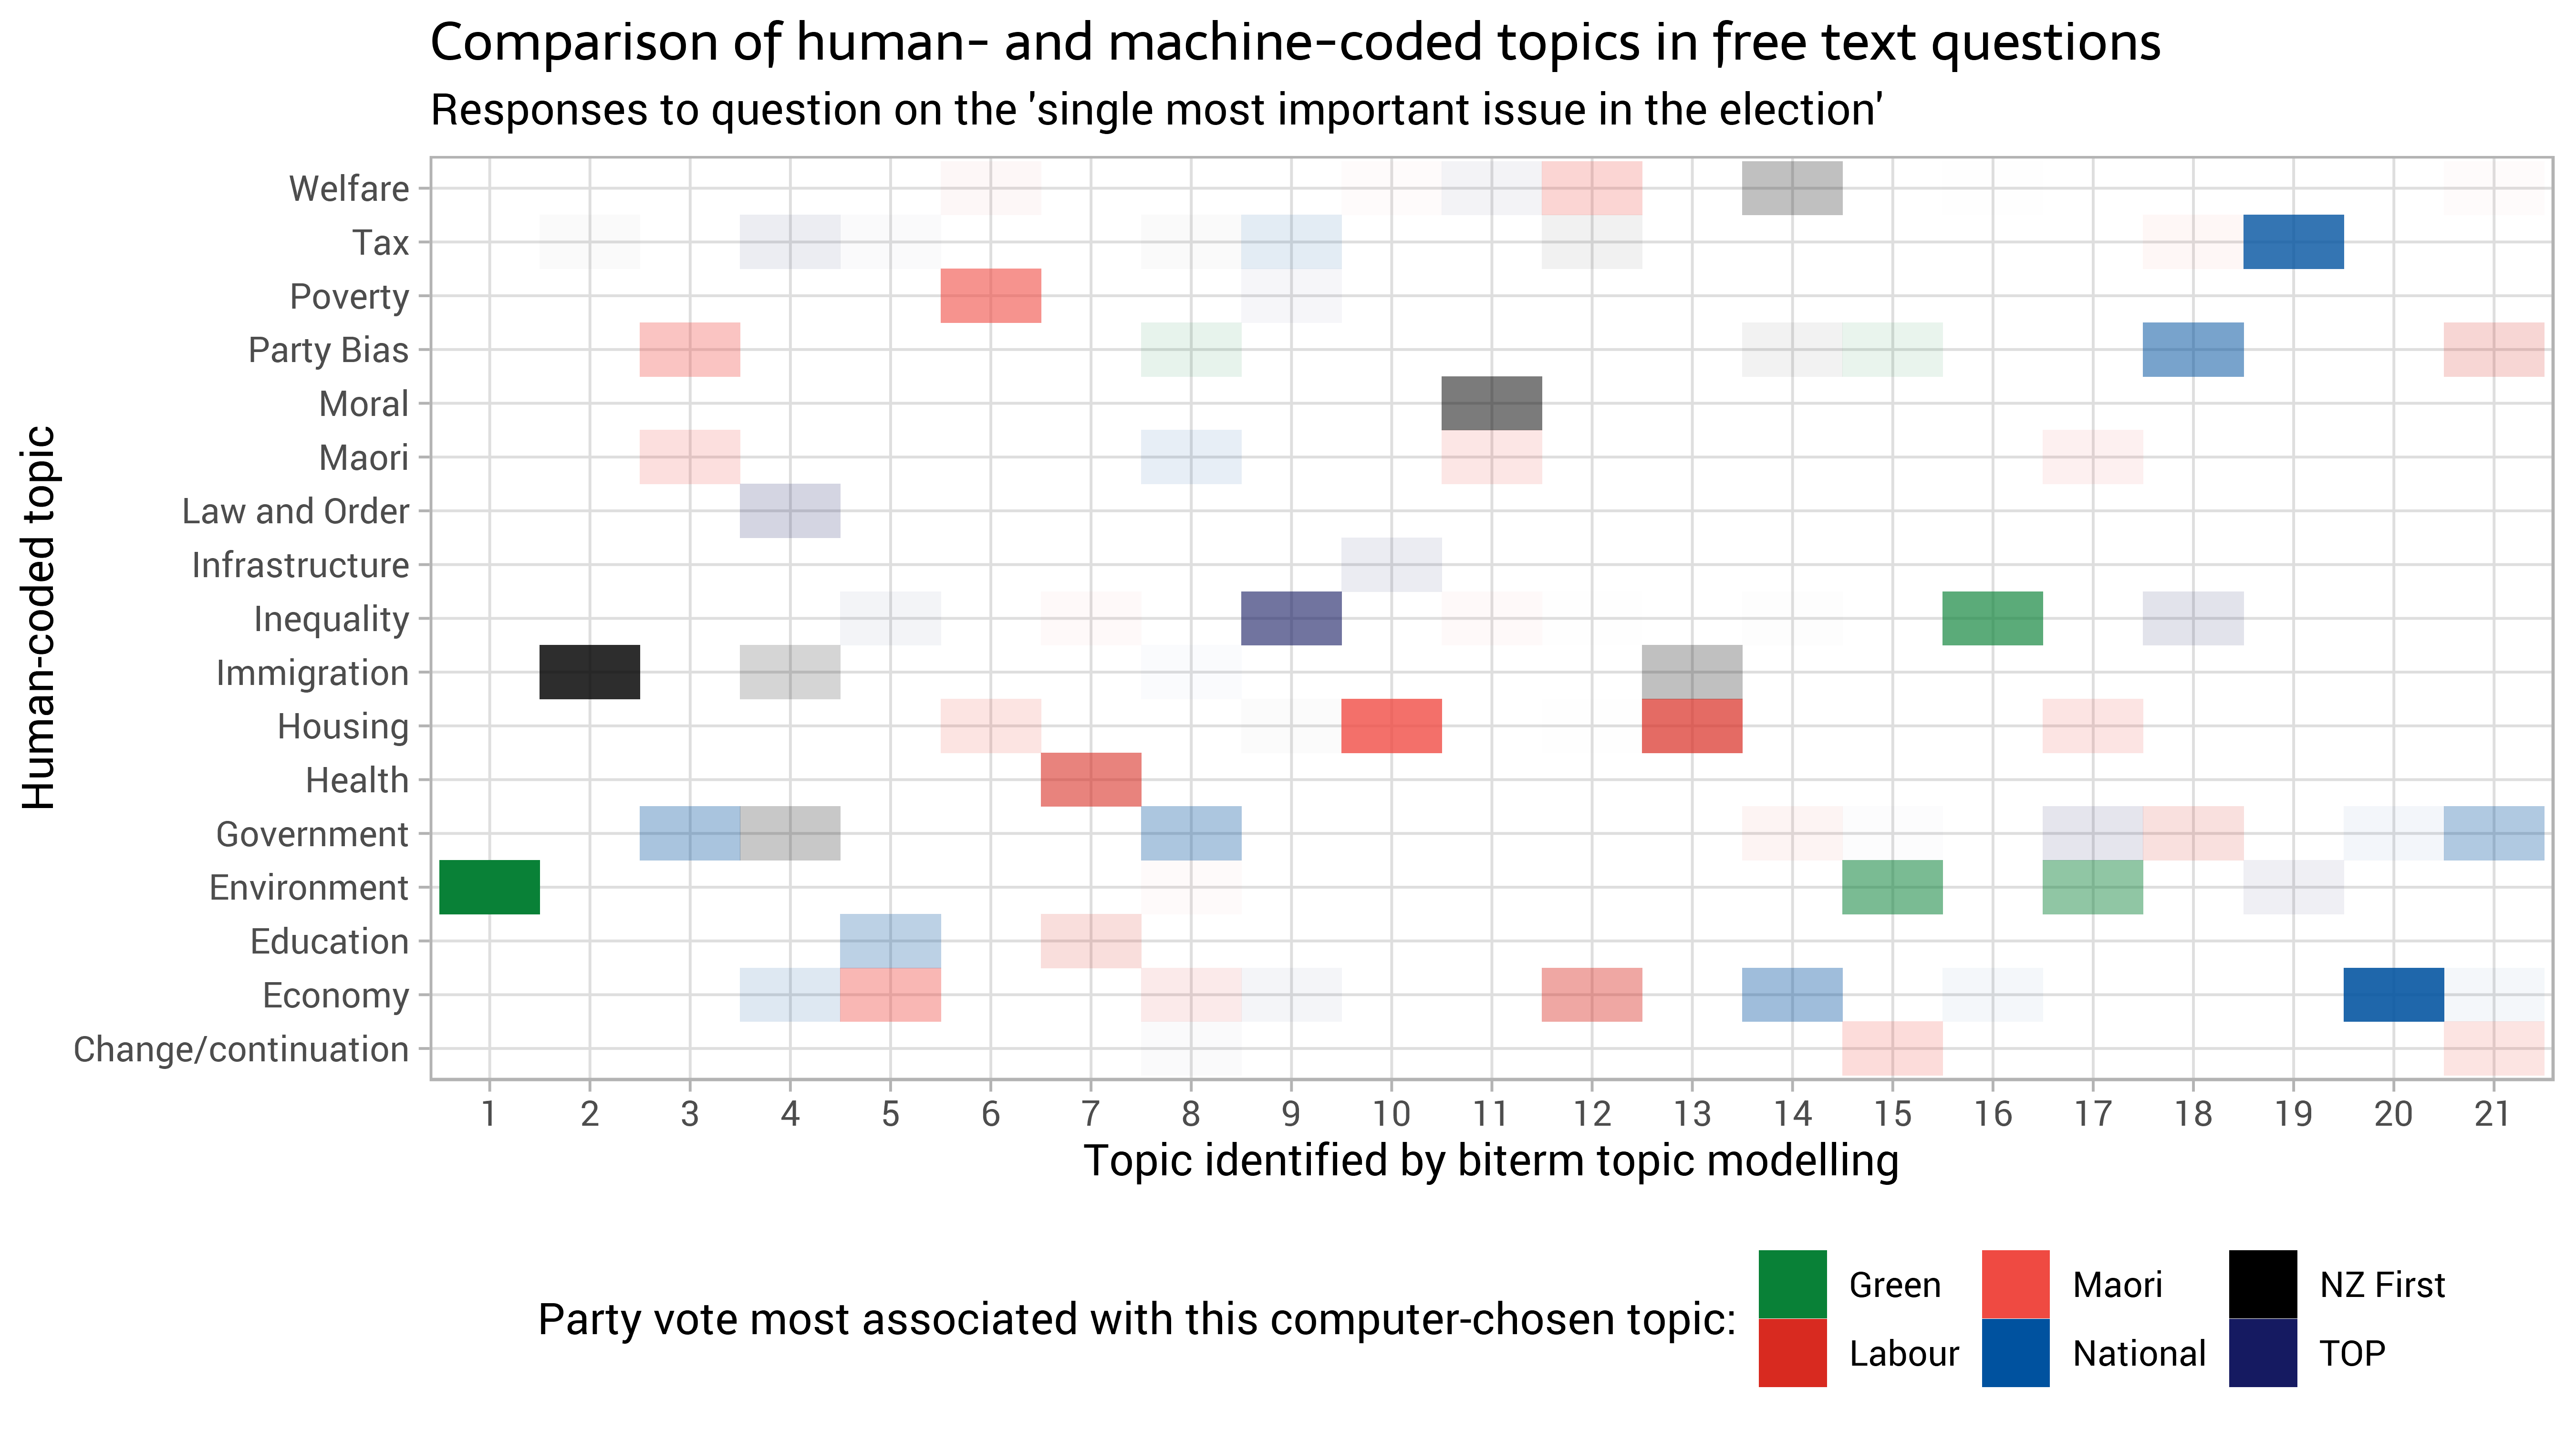 Comparison of human- and machine-coded topics in free text questions
Responses to question on the 'single most important issue in the election'
Human-coded topic
Welfare
Tax
Poverty
Party Bias
Moral
Maori
Law and Order
Infrastructure
Inequality
Immigration
Housing
Health
Government
Environment
Education
Economy
Change/continuation
1 2 3 4 5 6 7 8 9 10 11 12 13 14 15 16 17 18 19 20 21
Topic identified by biterm topic modelling
Party vote most associated with this computer-chosen topic:
Green Maori NZ First
Labour National TOP